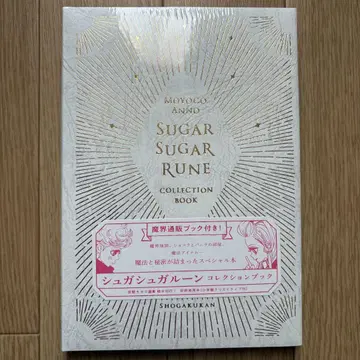 MOYOCO ANNO
SUGAR
SUGAR
RUNE
COLLECTION
BOOK
魔界通販ブック付き!
魔法と秘密が詰まったスペシャル本
シュガシュガルーン コレクションブック
SHOGAKUKAN